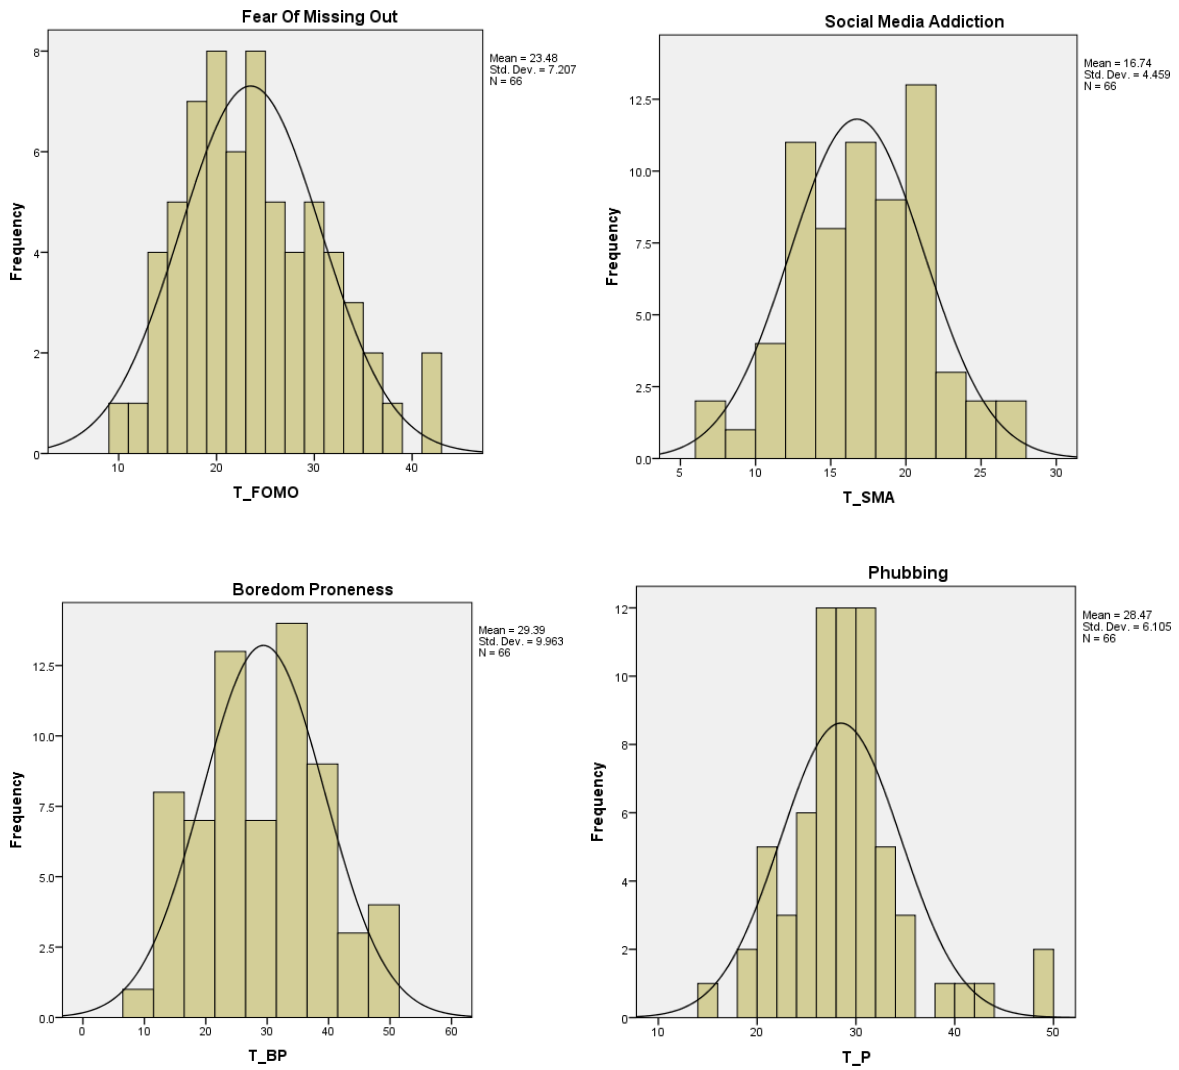 Fear Of Missing Out
Mean = 23.48
Std. Dev. = 7.207
N = 66
Frequency
8
6
4
2
0
10 20 30 40
T_FOMO
Social Media Addiction
Mean = 16.74
Std. Dev. = 4.459
N = 66
Frequency
12.5
10.0
7.5
5.0
2.5
0.0
5 10 15 20 25 30
T_SMA
Boredom Proneness
Mean = 29.39
Std. Dev. = 9.963
N = 66
Frequency
12.5
10.0
7.5
5.0
2.5
0.0
0 10 20 30 40 50 60
T_BP
Phubbing
Mean = 28.47
Std. Dev. = 6.105
N = 66
Frequency
12
10
8
6
4
2
0
10 20 30 40 50
T_P